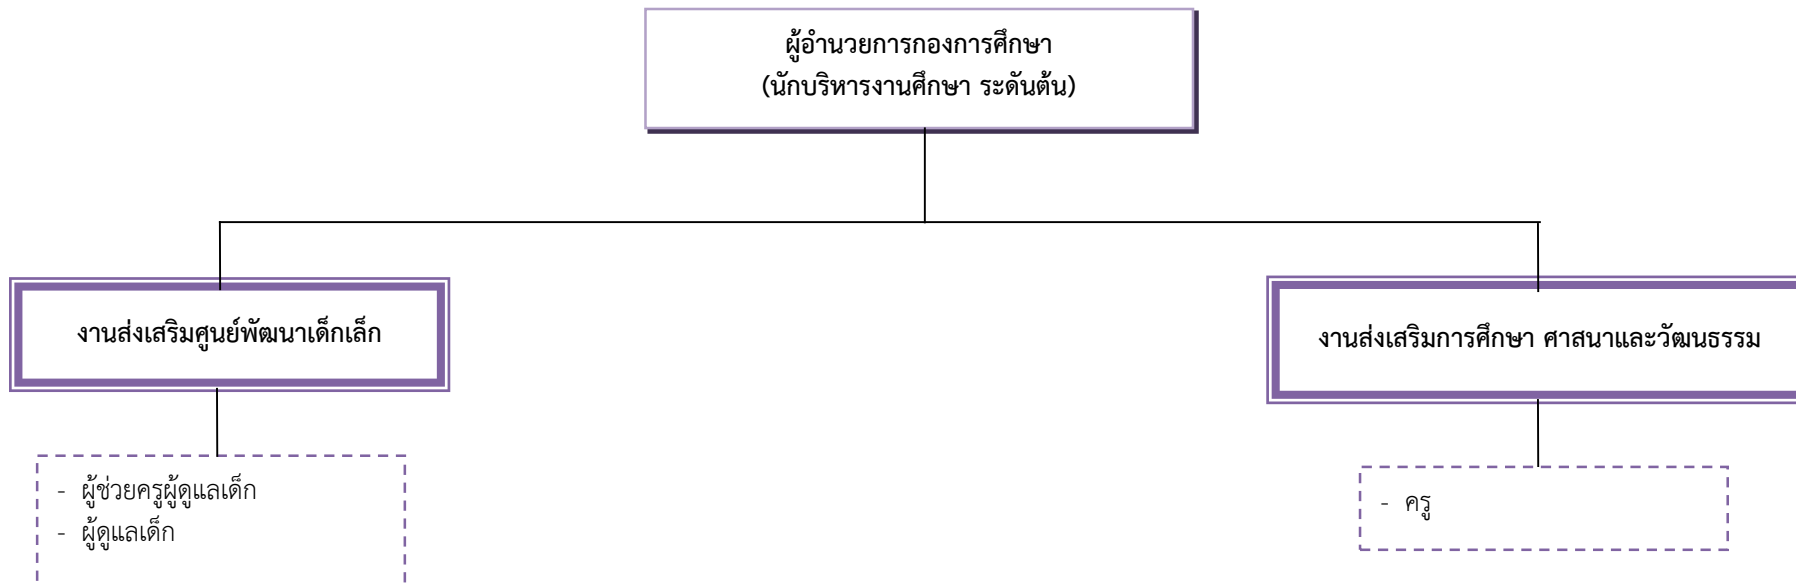 ผู้อำนวยการกองการศึกษา
(นักบริหารงานศึกษา ระดันต้น)
งานส่งเสริมศูนย์พัฒนาเด็กเล็ก
งานส่งเสริมการศึกษา ศาสนาและวัฒนธรรม
- ผู้ช่วยครูผู้ดูแลเด็ก
- ผู้ดูแลเด็ก
- ครู